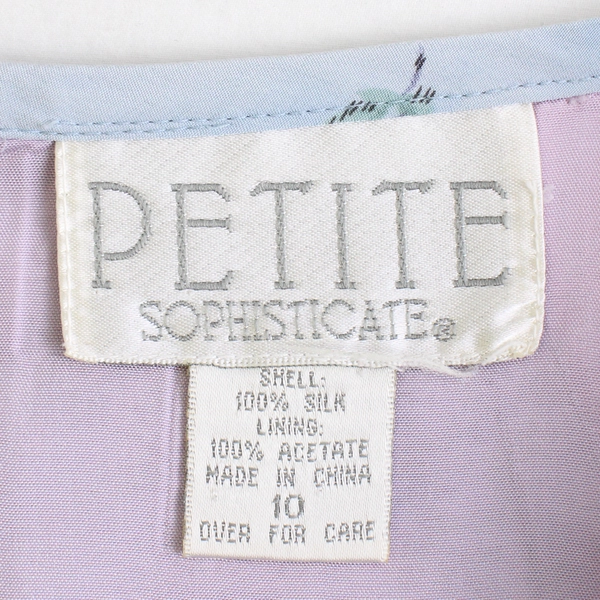 PETITE
SOPHISTICATE®
SHELL:
100% SILK
LINING:
100% ACETATE
MADE IN CHINA
10
OVER FOR CARE